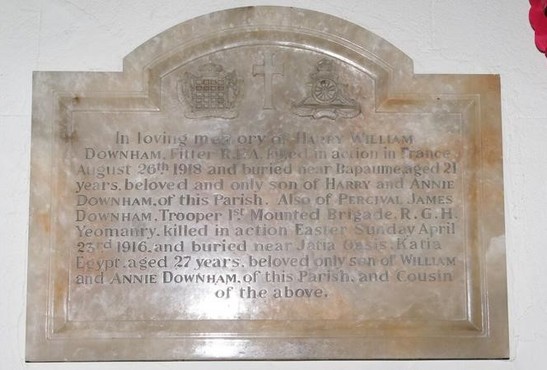 In loving memory of HARRY WILLIAM
DOWNHAM, Fitter R.F.A. killed in action in France
August 26th 1918 and buried near Bapaume, aged 21
years, beloved and only son of HARRY and ANNIE
DOWNHAM, of this Parish. Also of PERCIVAL JAMES
DOWNHAM, Trooper 1st Mounted Brigade, R.G.H.
Yeomanry, killed in action Easter Sunday April
23rd 1916, and buried near Jafia Oasis, Katia
Egypt, aged 27 years, beloved only son of WILLIAM
and ANNIE DOWNHAM, of this Parish, and Cousin
of the above.